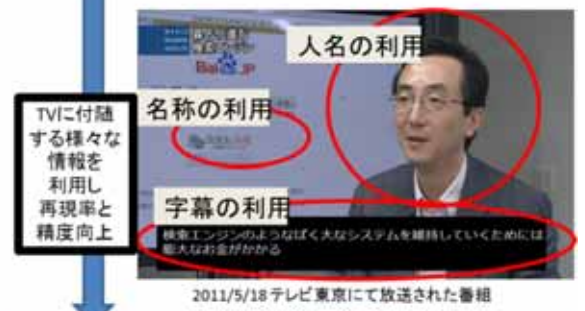 人名の利用
Bai JP
名称の利用
TVに付随
する様々な
情報を
利用し
再現率と
精度向上
字幕の利用
検索エンジンのようなばく大なシステムを維持していくためには
膨大なお金がかかる
2011/5/18 テレビ東京にて放送された番組